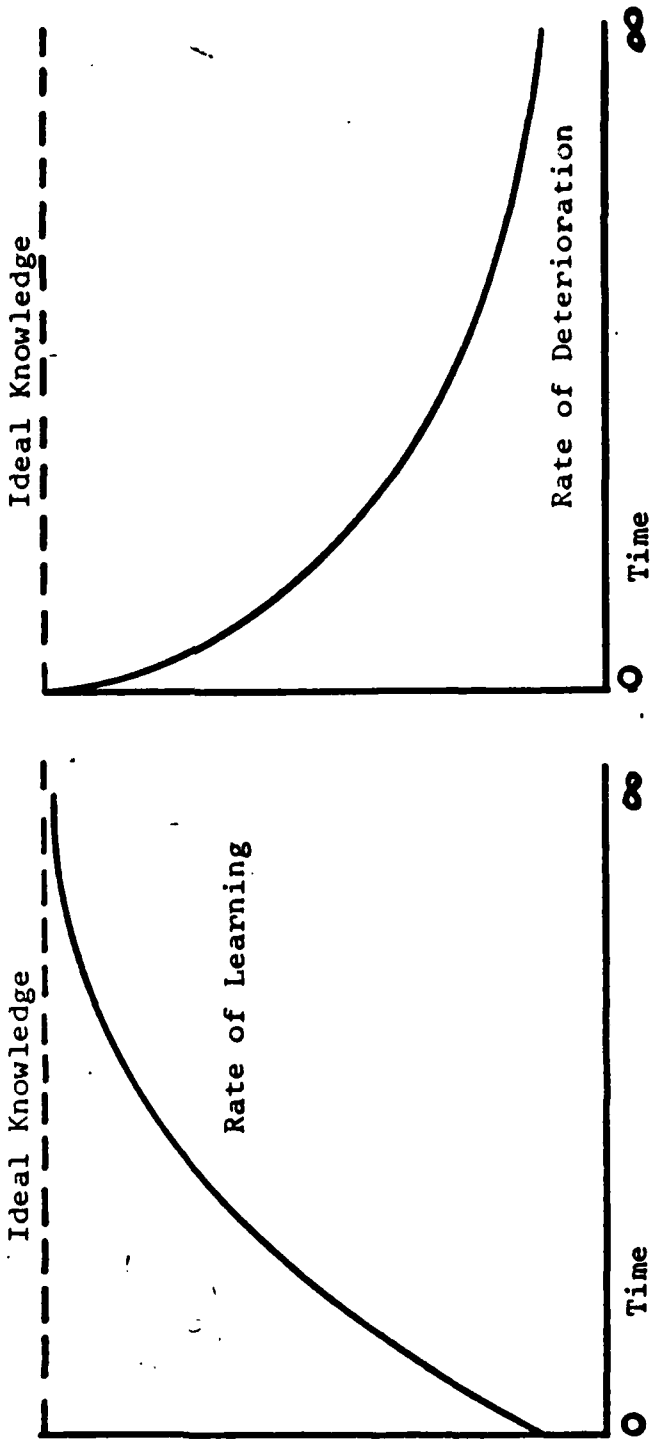 Ideal Knowledge
Rate of Learning
0
Time
∞
Ideal Knowledge
Rate of Deterioration
0
Time
∞